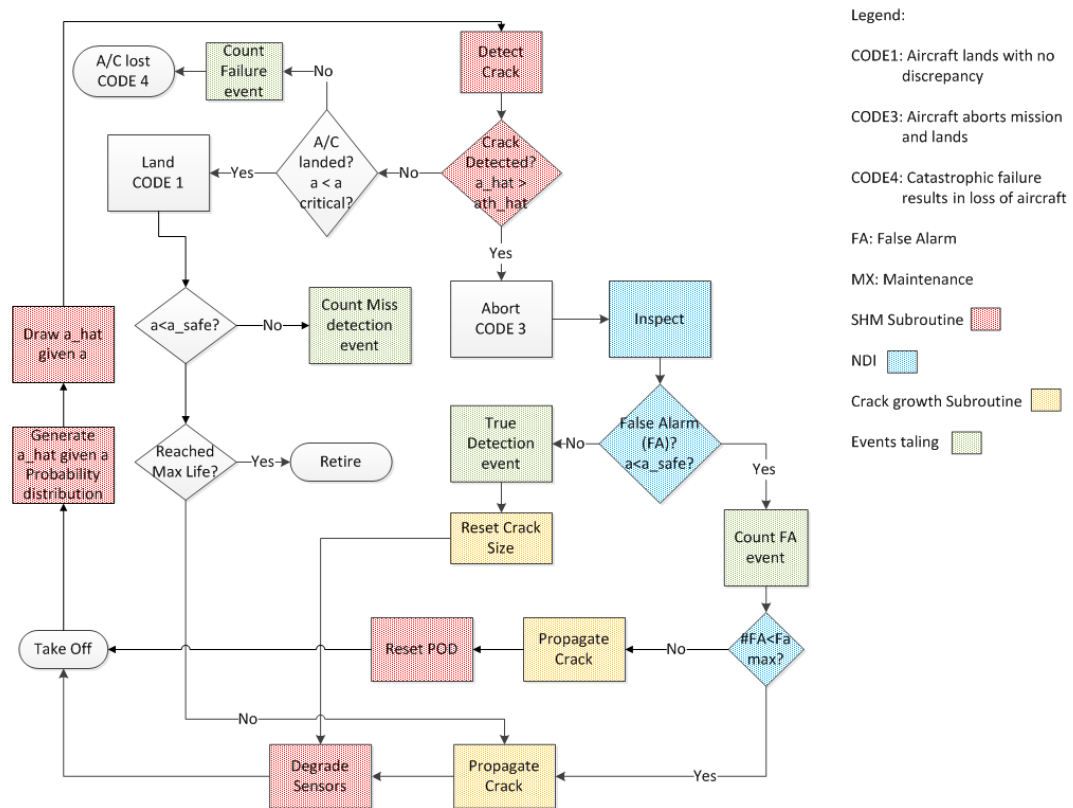 Detect
Crack
Count
Failure
event
A/C lost
CODE 4
No
A/C
landed?
a < a
critical?
Crack
Detected?
a_hat >
ath_hat
No
Yes
Land
CODE 1
Yes
Abort
CODE 3
Inspect
a<a_safe?
No
Count Miss
detection
event
Draw a_hat
given a
False Alarm
(FA)?
a<a_safe?
No
True
Detection
event
Yes
Generate
a_hat given a
Probability
distribution
Reached
Max Life?
Yes
Retire
Reset Crack
Size
Count FA
event
Take Off
Reset POD
Propagate
Crack
No
#FA<Fa
max?
No
Degrade
Sensors
Propagate
Crack
Yes
Legend:
CODE1: Aircraft lands with no
discrepancy
CODE3: Aircraft aborts mission
and lands
CODE4: Catastrophic failure
results in loss of aircraft
FA: False Alarm
MX: Maintenance
SHM Subroutine
NDI
Crack growth Subroutine
Events taling